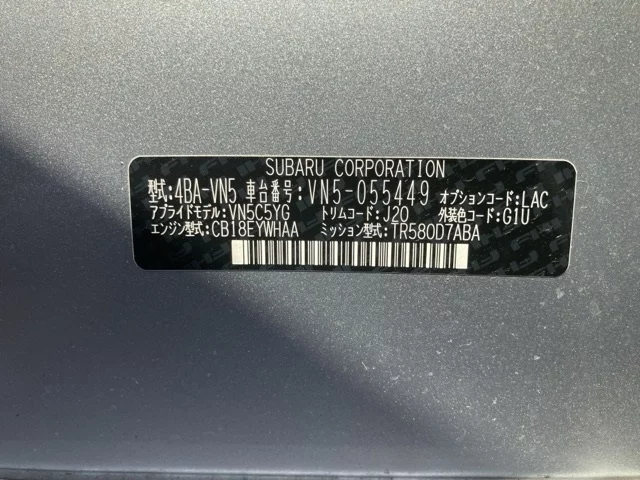 SUBARU CORPORATION
型式:4BA-VN5 車台番号:VN5-055449 オプションコード:LAC
アプライドモデル:VN5C5YG トリムコード:J20 外装色コード:G1U
エンジン型式:CB18EYWHAA ミッション型式:TR580D7ABA